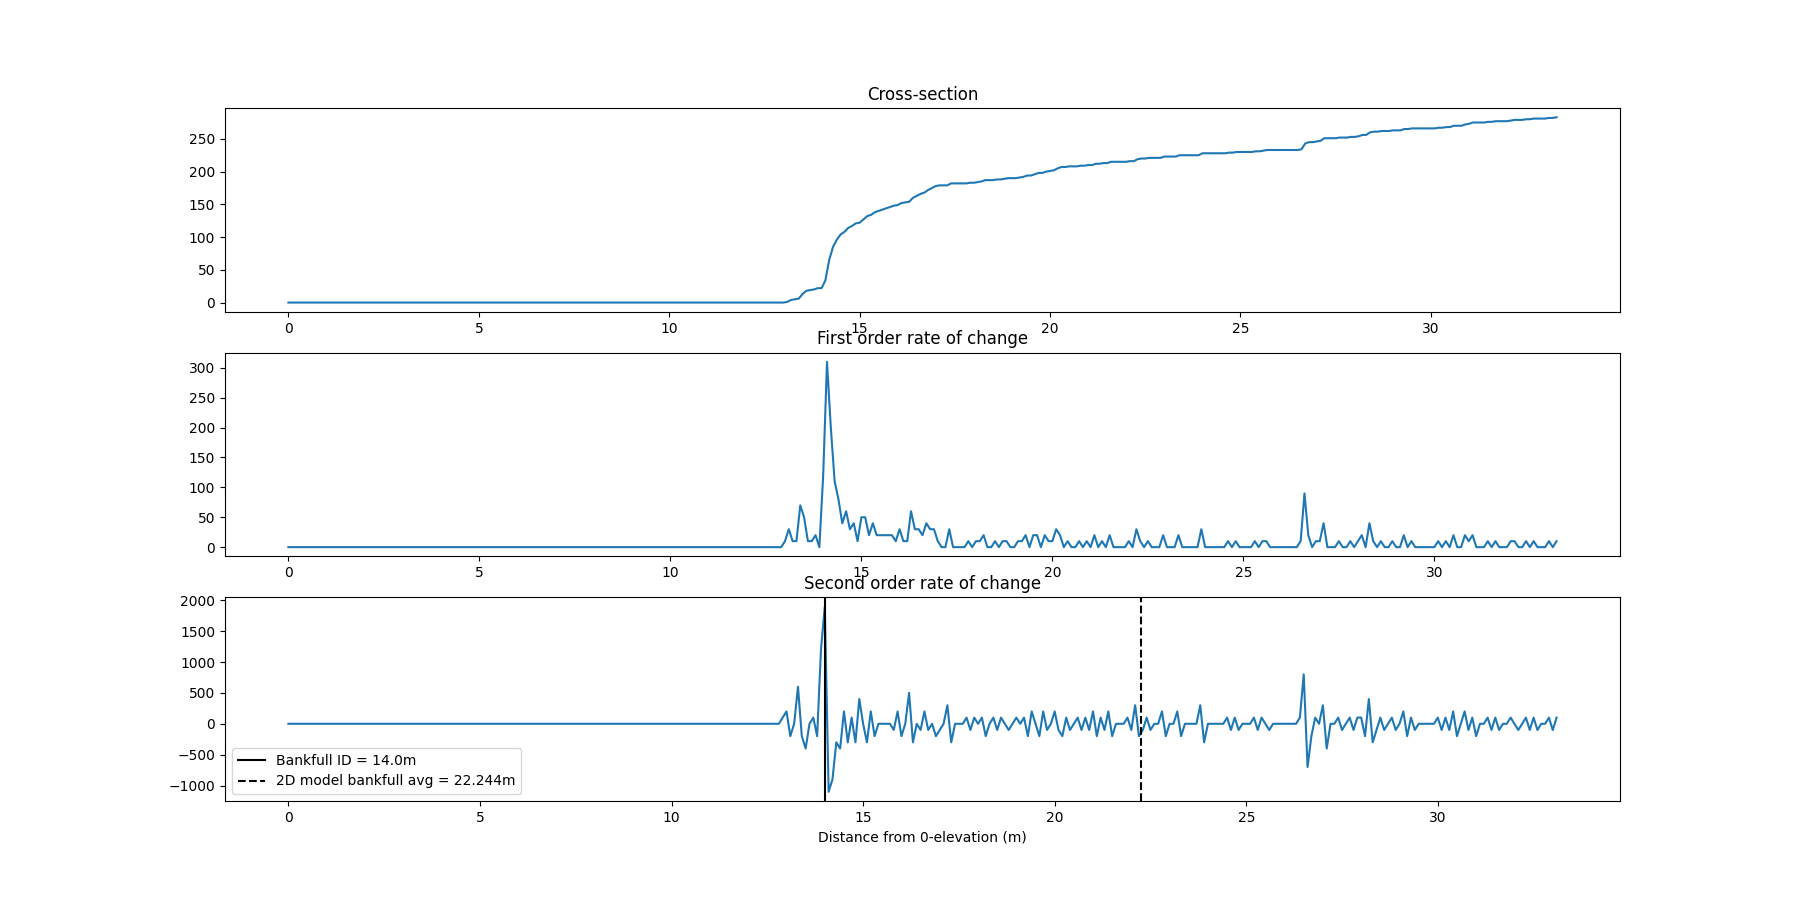 Cross-section
250
200
150
100
50
0
0 5 10 15 20 25 30
First order rate of change
300
250
200
150
100
50
0
0 5 10 15 20 25 30
Second order rate of change
2000
1500
1000
500
0
−500
−1000
Bankfull ID = 14.0m
2D model bankfull avg = 22.244m
0 5 10 15 20 25 30
Distance from 0-elevation (m)